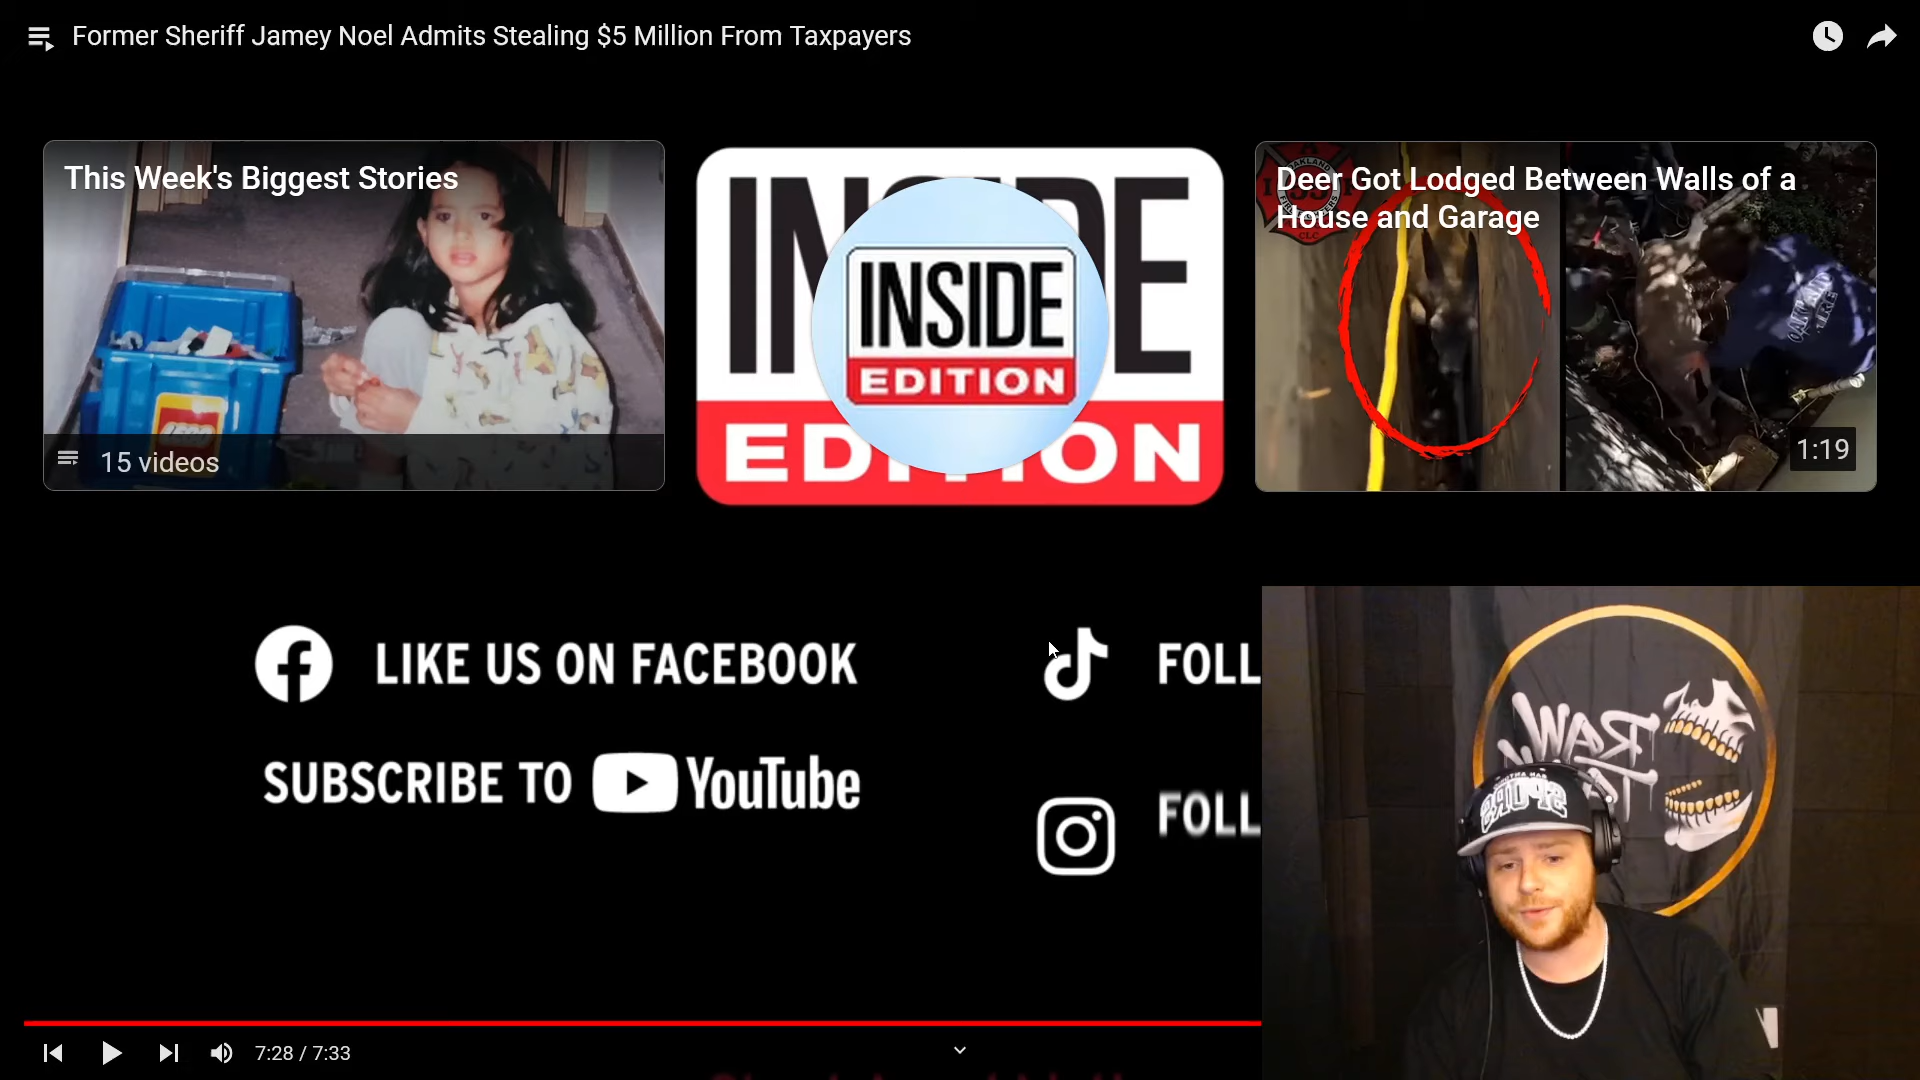 Former Sheriff Jamey Noel Admits Stealing $5 Million From Taxpayers
This Week's Biggest Stories
15 videos
INSIDE
EDITION
Deer Got Lodged Between Walls of a
House and Garage
1:19
LIKE US ON FACEBOOK
FOLL
SUBSCRIBE TO YouTube
FOLL
RAW
SPURS
7:28 / 7:33